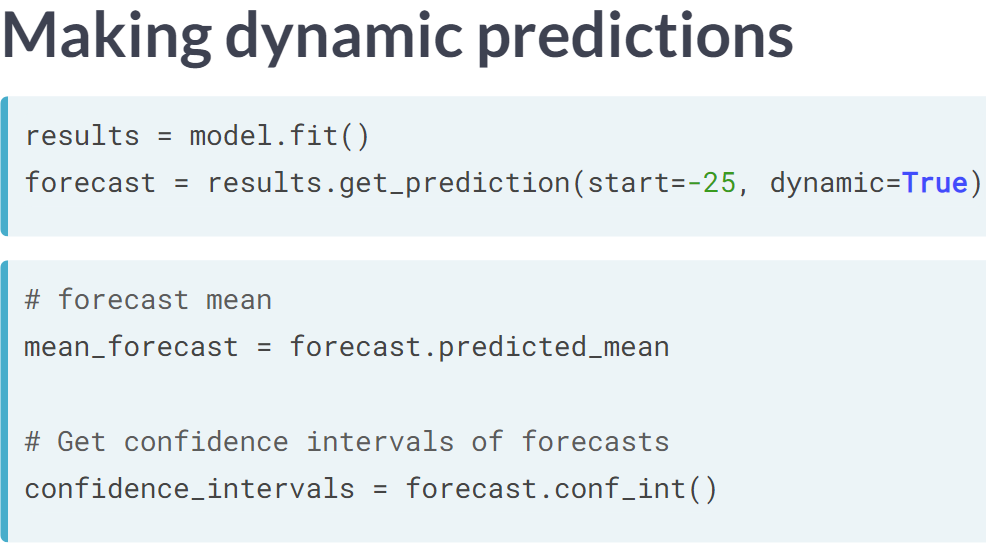 Making dynamic predictions
results = model.fit()
forecast = results.get_prediction(start=-25, dynamic=True)
# forecast mean
mean_forecast = forecast.predicted_mean
# Get confidence intervals of forecasts
confidence_intervals = forecast.conf_int()